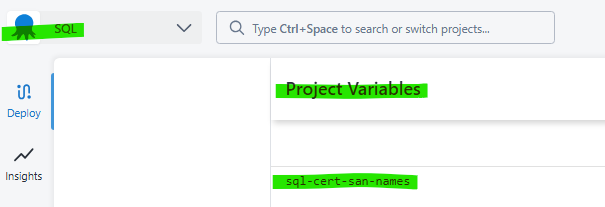 SQL
Type Ctrl+Space to search or switch projects...
Deploy
Project Variables
Insights
sql-cert-san-names